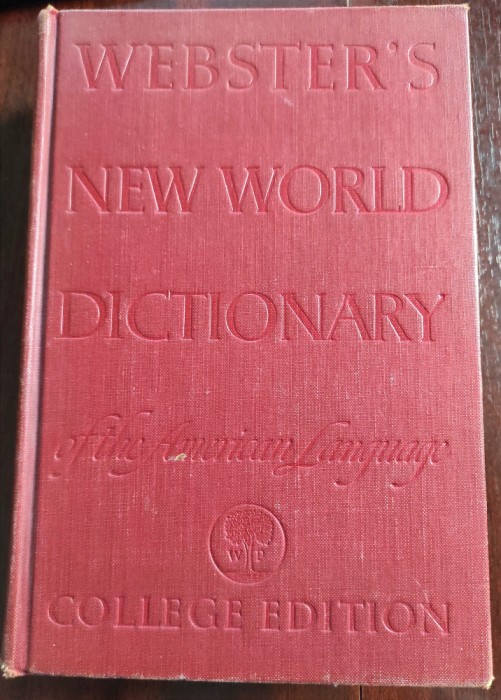 WEBSTER'S
NEW WORLD
DICTIONARY
of the American Language
W P
COLLEGE EDITION